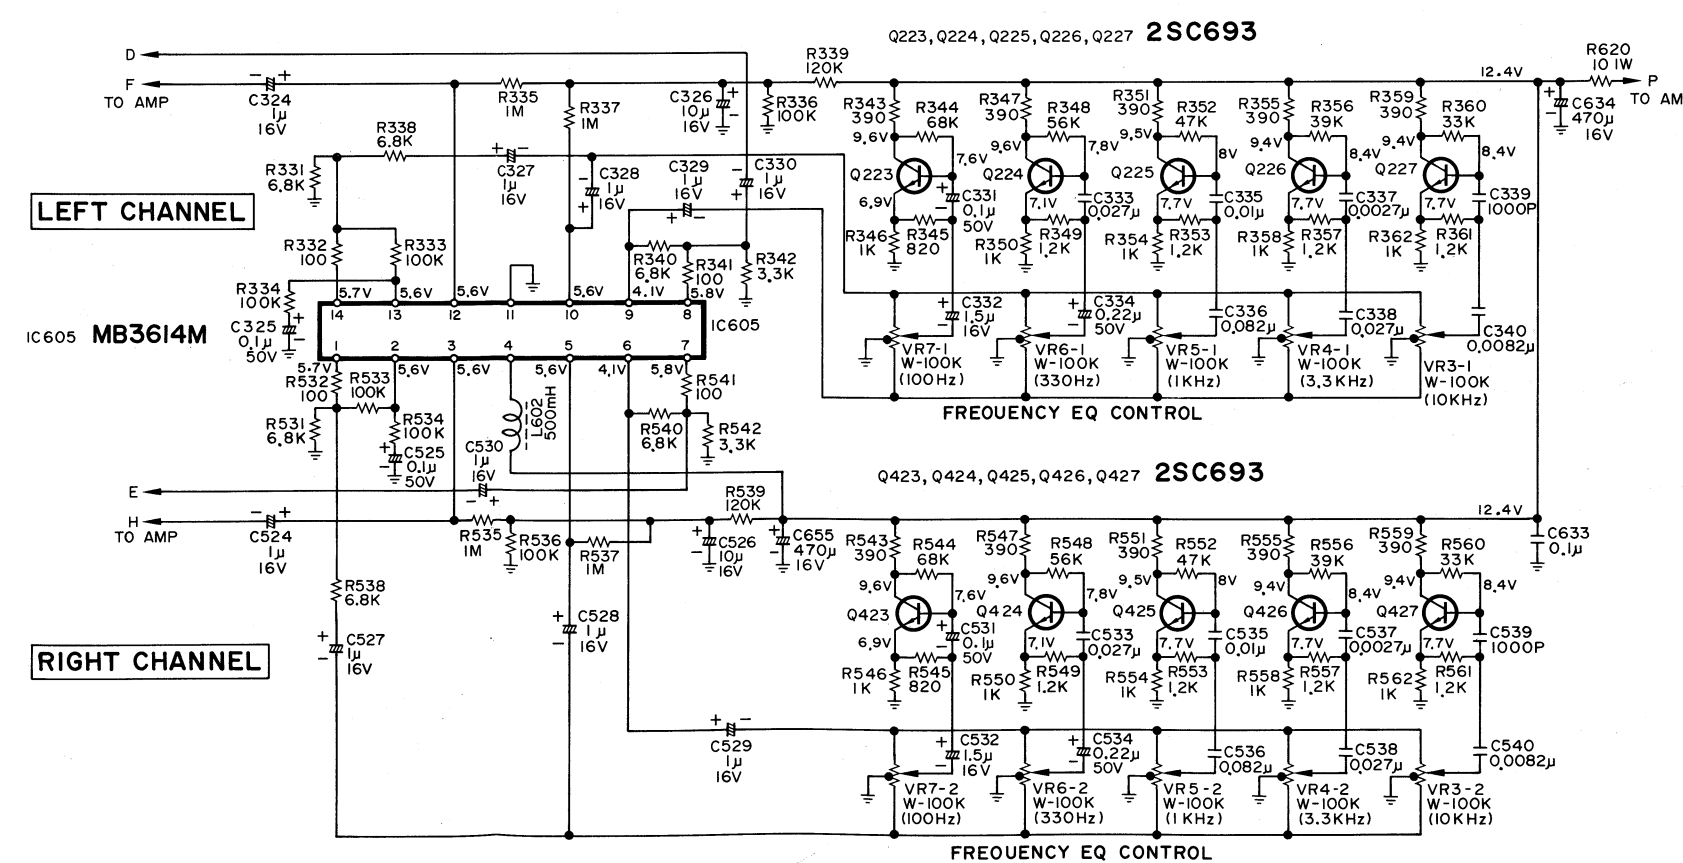 Q223, Q224, Q225, Q226, Q227 2SC693
D
F
TO AMP
C324
1µ
16V
R335
1M
R337
1M
C326
10µ
16V
R336
100K
R339
120K
R343
390
R344
68K
R347
390
R348
56K
R351
390
R352
47K
R355
390
R356
39K
R359
390
R360
33K
12.4V
R620
10 1W
P
TO AM
C634
470µ
16V
R338
6.8K
R331
6.8K
C327
1µ
16V
C328
1µ
16V
C329
1µ
16V
C330
1µ
16V
9.6V
7.6V
Q223
6.9V
C331
0.1µ
50V
9.6V
7.8V
Q224
7.1V
C333
0.027µ
9.5V
8V
Q225
7.7V
C335
0.01µ
9.4V
8.4V
Q226
7.7V
C337
0.0027µ
9.4V
8.4V
Q227
7.7V
C339
1000P
LEFT CHANNEL
R332
100
R333
100K
R334
100K
C325
0.1µ
50V
R340
6.8K
R341
100
R342
3.3K
R346
1K
R345
820
R350
1K
R349
1.2K
R354
1K
R353
1.2K
R358
1K
R357
1.2K
R362
1K
R361
1.2K
5.7V
5.6V
5.6V
5.6V
4.1V
5.8V
14
13
12
11
10
9
8
IC605 MB3614M
IC605
1
2
3
4
5
6
7
5.7V
5.6V
5.6V
5.6V
4.1V
5.8V
C332
1.5µ
16V
C334
0.22µ
50V
C336
0.082µ
C338
0.027µ
C340
0.0082µ
VR7-1
W-100K
(100Hz)
VR6-1
W-100K
(330Hz)
VR5-1
W-100K
(1KHz)
VR4-1
W-100K
(3.3KHz)
VR3-1
W-100K
(10KHz)
FREOUENCY EQ CONTROL
R532
100
R533
100K
R531
6.8K
R534
100K
C525
0.1µ
50V
L602
500mH
R541
100
R540
6.8K
R542
3.3K
C530
1µ
16V
Q423, Q424, Q425, Q426, Q427 2SC693
E
H
TO AMP
C524
1µ
16V
R535
1M
R536
100K
R537
1M
R539
120K
C526
10µ
16V
C655
470µ
16V
12.4V
C633
0.1µ
R543
390
R544
68K
R547
390
R548
56K
R551
390
R552
47K
R555
390
R556
39K
R559
390
R560
33K
9.6V
7.6V
Q423
6.9V
C531
0.1µ
50V
9.6V
7.8V
Q424
7.1V
C533
0.027µ
9.5V
8V
Q425
7.7V
C535
0.01µ
9.4V
8.4V
Q426
7.7V
C537
0.0027µ
9.4V
8.4V
Q427
7.7V
C539
1000P
R538
6.8K
C527
1µ
16V
C528
1µ
16V
RIGHT CHANNEL
R546
1K
R545
820
R550
1K
R549
1.2K
R554
1K
R553
1.2K
R558
1K
R557
1.2K
R562
1K
R561
1.2K
C529
1µ
16V
C532
1.5µ
16V
C534
0.22µ
50V
C536
0.082µ
C538
0.027µ
C540
0.0082µ
VR7-2
W-100K
(100Hz)
VR6-2
W-100K
(330Hz)
VR5-2
W-100K
(1KHz)
VR4-2
W-100K
(3.3KHz)
VR3-2
W-100K
(10KHz)
FREOUENCY EQ CONTROL